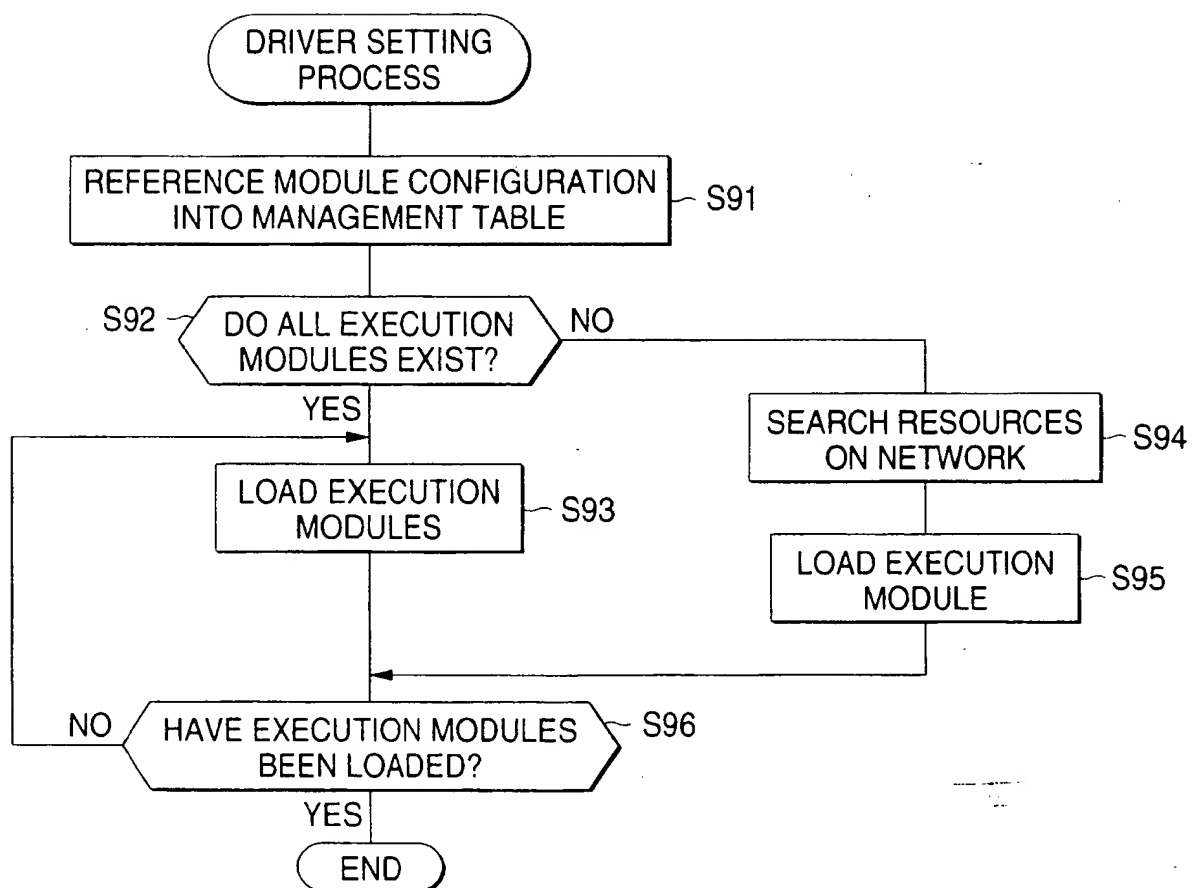 DRIVER SETTING
PROCESS
REFERENCE MODULE CONFIGURATION
INTO MANAGEMENT TABLE
S91
S92
DO ALL EXECUTION
MODULES EXIST?
NO
YES
SEARCH RESOURCES
ON NETWORK
S94
LOAD EXECUTION
MODULES
S93
LOAD EXECUTION
MODULE
S95
NO
HAVE EXECUTION MODULES
BEEN LOADED?
S96
YES
END